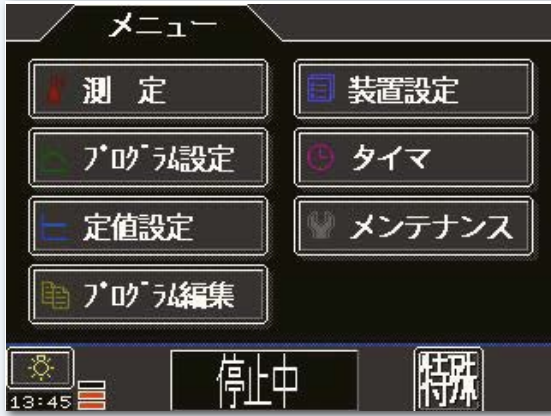 メニュー
測 定
装置設定
プログラム設定
タイマ
定値設定
メンテナンス
プログラム編集
停止中
特殊
13:45